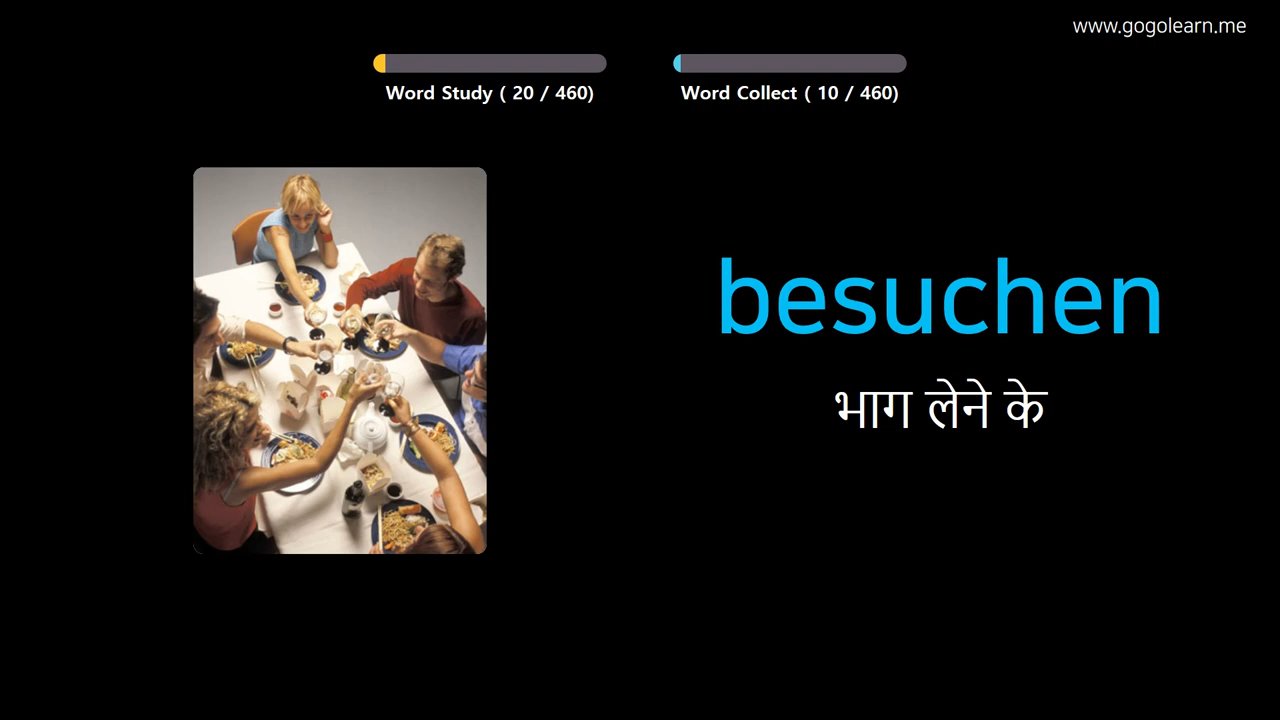 www.gogolearn.me
Word Study ( 20 / 460)
Word Collect ( 10 / 460)
besuchen
भाग लेने के